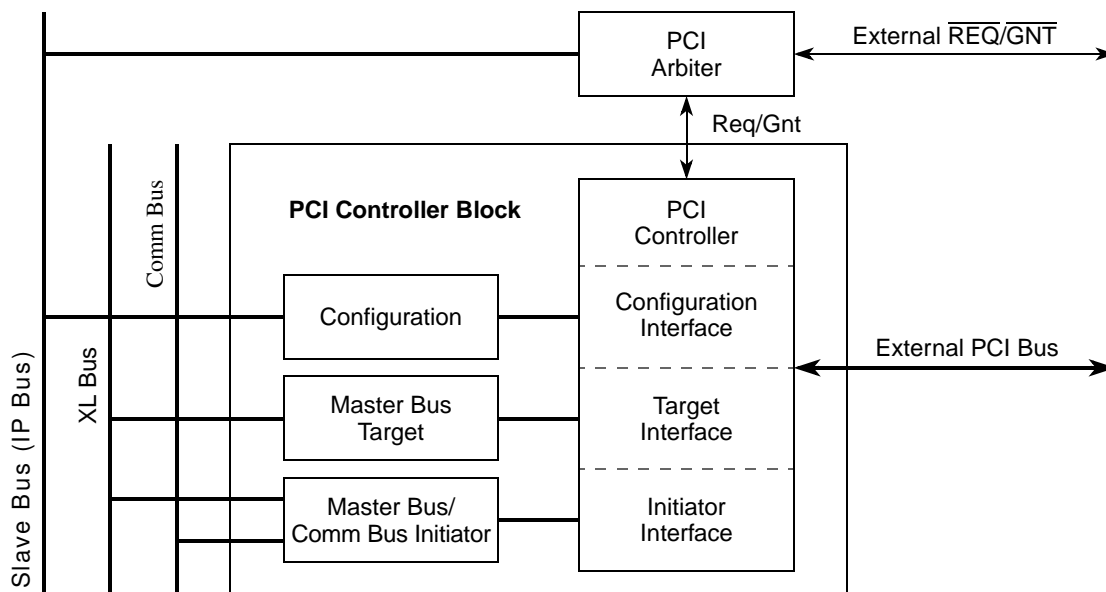 PCI
Arbiter
External REQ/GNT
Req/Gnt
PCI Controller Block
PCI
Controller
Comm Bus
Configuration
Configuration
Interface
External PCI Bus
XL Bus
Slave Bus (IP Bus)
Master Bus
Target
Target
Interface
Master Bus/
Comm Bus Initiator
Initiator
Interface